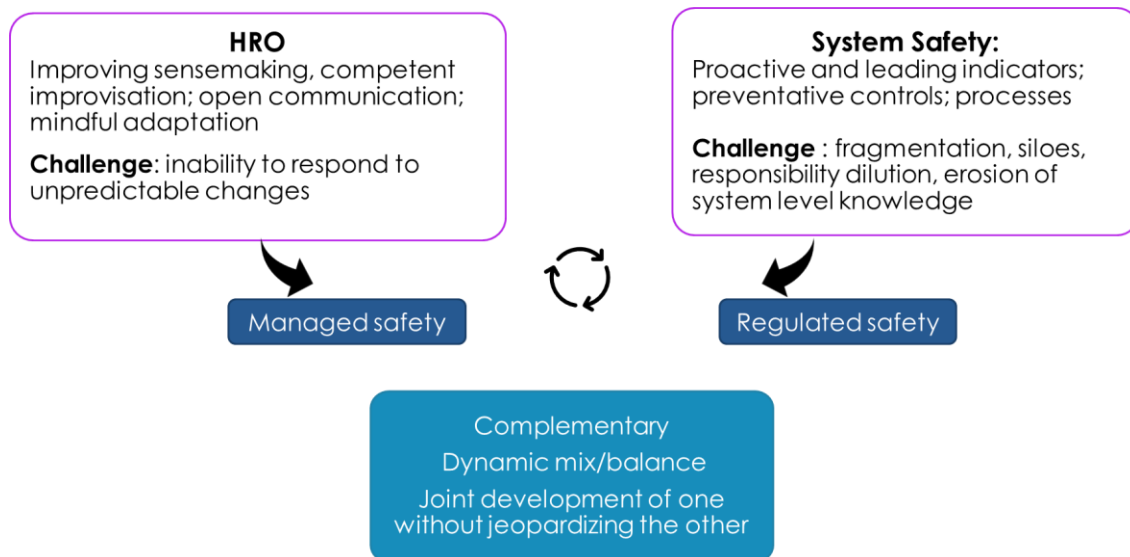 HRO
Improving sensemaking, competent
improvisation; open communication;
mindful adaptation
Challenge: inability to respond to
unpredictable changes
System Safety:
Proactive and leading indicators;
preventative controls; processes
Challenge : fragmentation, siloes,
responsibility dilution, erosion of
system level knowledge
Managed safety
Regulated safety
Complementary
Dynamic mix/balance
Joint development of one
without jeopardizing the other